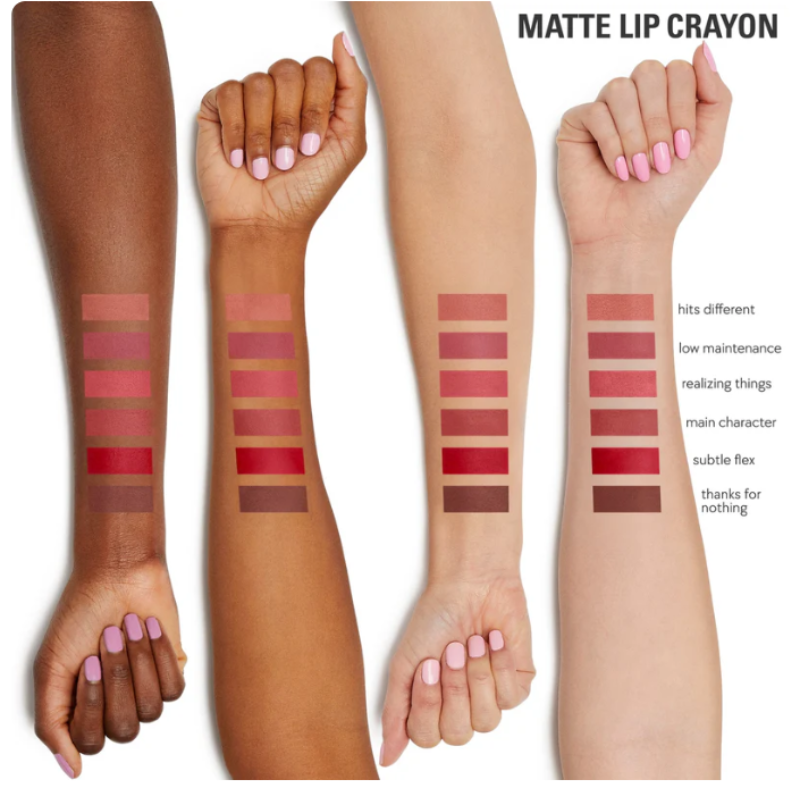 MATTE LIP CRAYON
hits different
low maintenance
realizing things
main character
subtle flex
thanks for
nothing